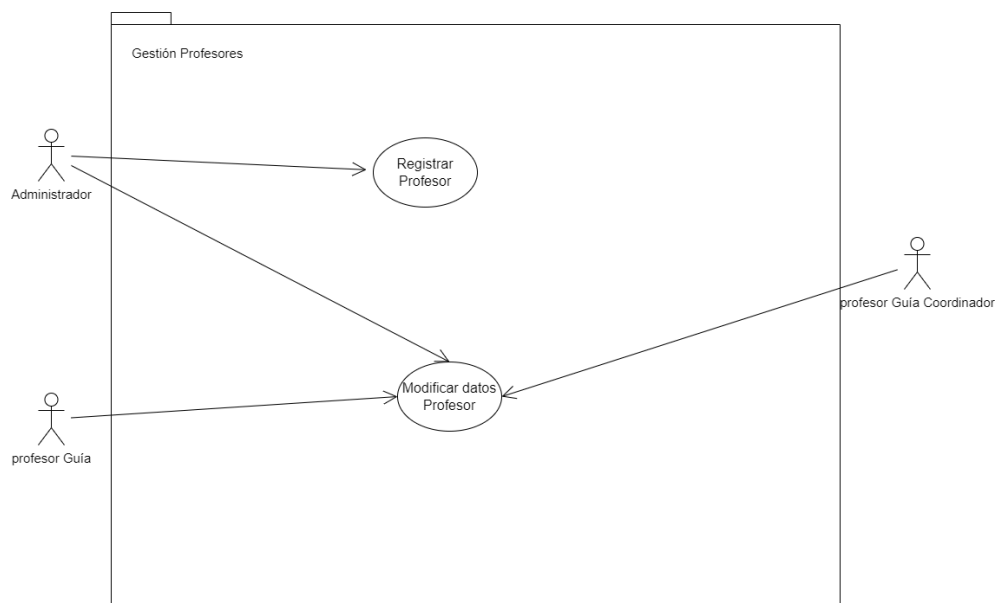 Gestión Profesores
Administrador
Registrar
Profesor
profesor Guía Coordinador
Modificar datos
Profesor
profesor Guía